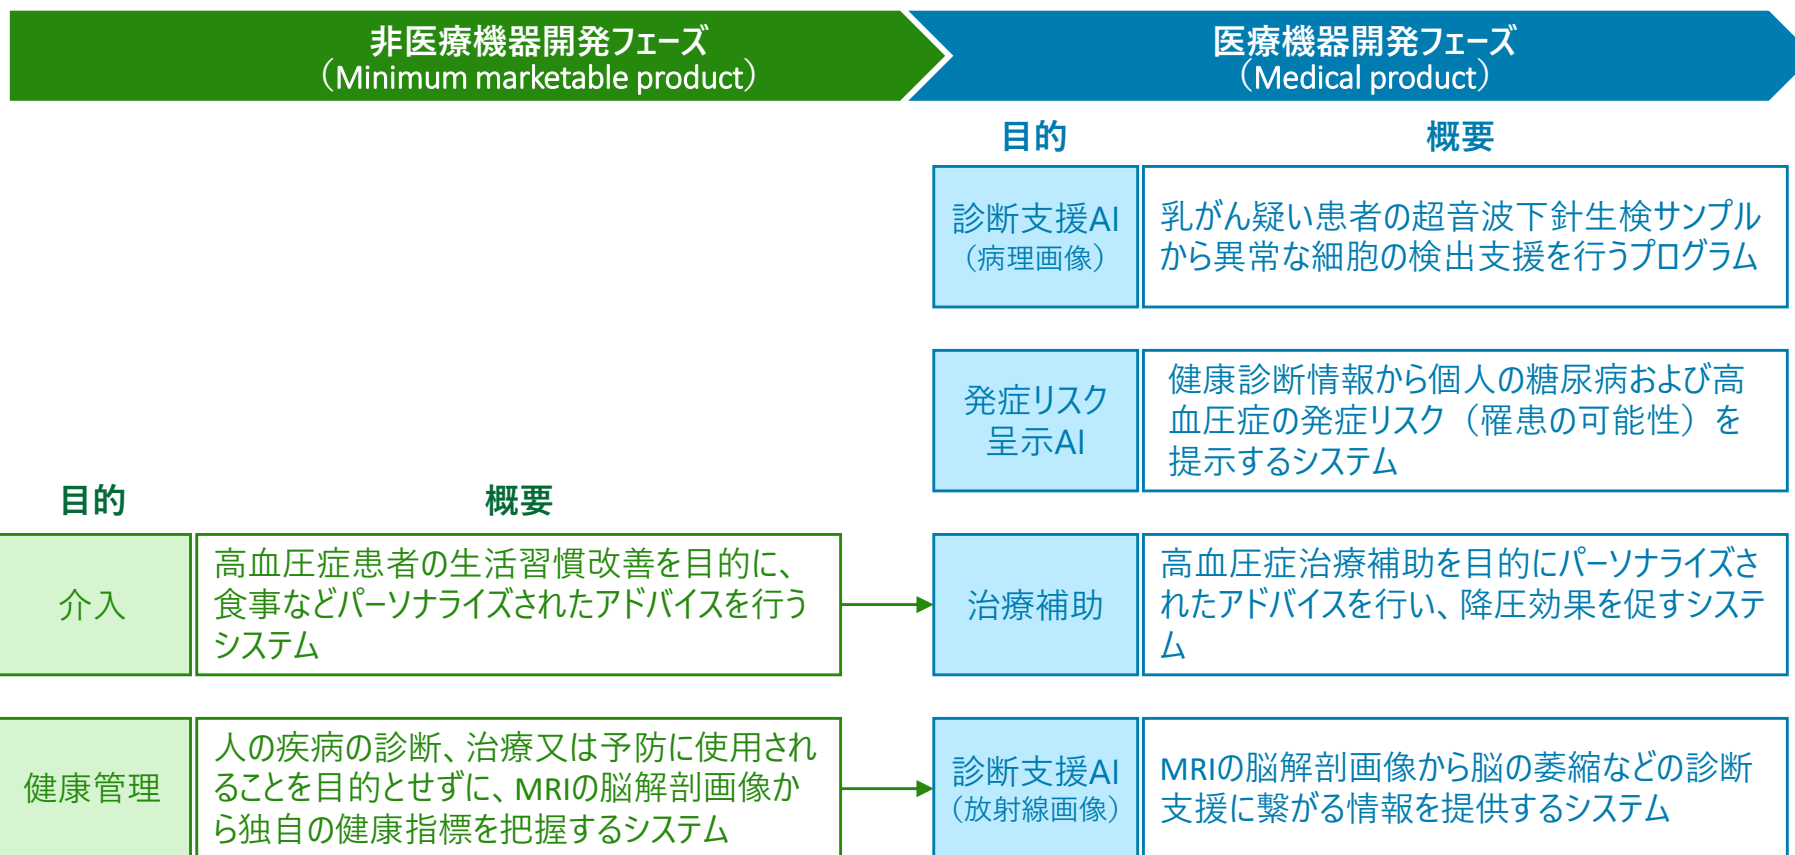 非医療機器開発フェーズ
（Minimum marketable product）
医療機器開発フェーズ
（Medical product）
目的
概要
診断支援AI
（病理画像）
乳がん疑い患者の超音波下針生検サンプル
から異常な細胞の検出支援を行うプログラム
発症リスク
呈示AI
健康診断情報から個人の糖尿病および高
血圧症の発症リスク（罹患の可能性）を
提示するシステム
目的
概要
介入
高血圧症患者の生活習慣改善を目的に、
食事などパーソナライズされたアドバイスを行う
システム
治療補助
高血圧症治療補助を目的にパーソナライズさ
れたアドバイスを行い、降圧効果を促すシステ
ム
健康管理
人の疾病の診断、治療又は予防に使用され
ることを目的とせずに、MRIの脳解剖画像か
ら独自の健康指標を把握するシステム
診断支援AI
（放射線画像）
MRIの脳解剖画像から脳の萎縮などの診断
支援に繋がる情報を提供するシステム